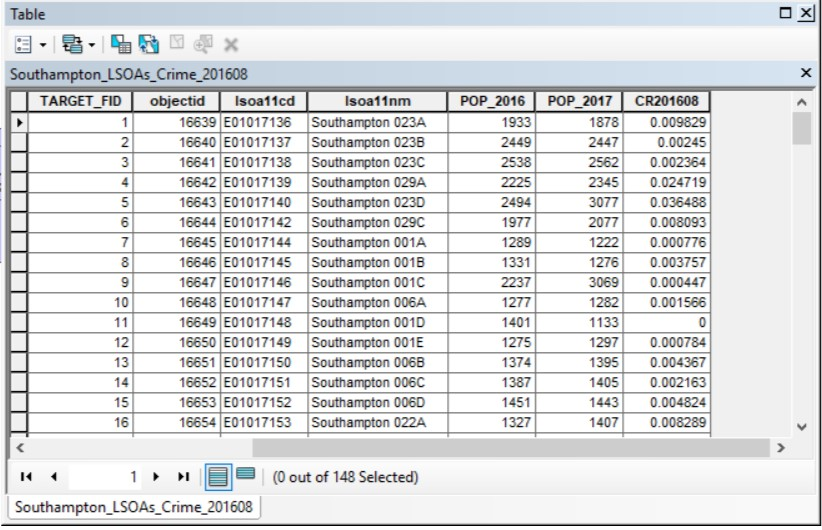 Table
Southampton_LSOAs_Crime_201608
TARGET_FID objectid lsoa11cd lsoa11nm POP_2016 POP_2017 CR201608
1 16639 E01017136 Southampton 023A 1933 1878 0.009829
2 16640 E01017137 Southampton 023B 2449 2447 0.00245
3 16641 E01017138 Southampton 023C 2538 2562 0.002364
4 16642 E01017139 Southampton 029A 2225 2345 0.024719
5 16643 E01017140 Southampton 023D 2494 3077 0.036488
6 16644 E01017142 Southampton 029C 1977 2077 0.008093
7 16645 E01017144 Southampton 001A 1289 1222 0.000776
8 16646 E01017145 Southampton 001B 1331 1276 0.003757
9 16647 E01017146 Southampton 001C 2237 3069 0.000447
10 16648 E01017147 Southampton 006A 1277 1282 0.001566
11 16649 E01017148 Southampton 001D 1401 1133 0
12 16650 E01017149 Southampton 001E 1275 1297 0.000784
13 16651 E01017150 Southampton 006B 1374 1395 0.004367
14 16652 E01017151 Southampton 006C 1387 1405 0.002163
15 16653 E01017152 Southampton 006D 1451 1443 0.004824
16 16654 E01017153 Southampton 022A 1327 1407 0.008289
1 (0 out of 148 Selected)
Southampton_LSOAs_Crime_201608